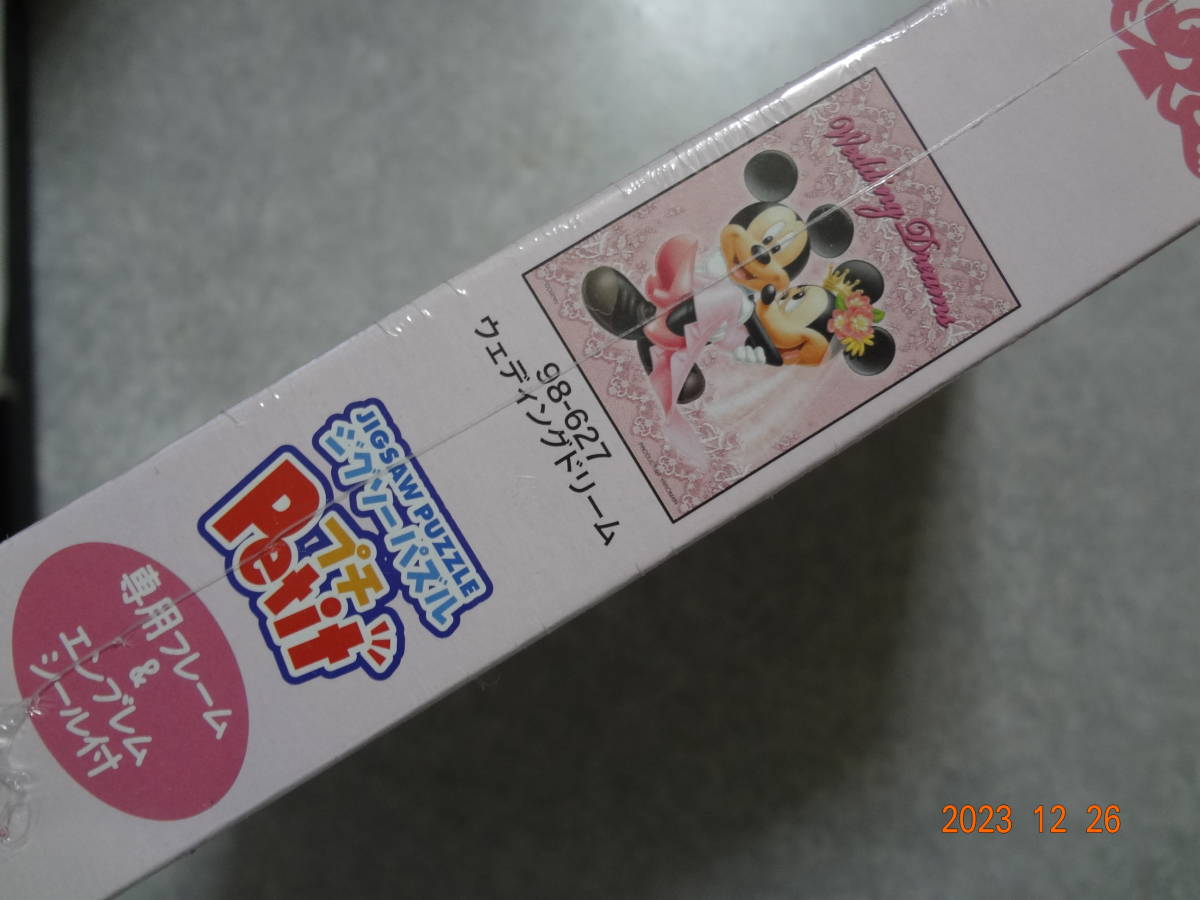 Wedding Dreams
98-627
ウェディングドリーム
JIGSAW PUZZLE
ジグソーパズル
プチ
Petit
専用フレーム
&
エンブレム
シール付
2023 12 26